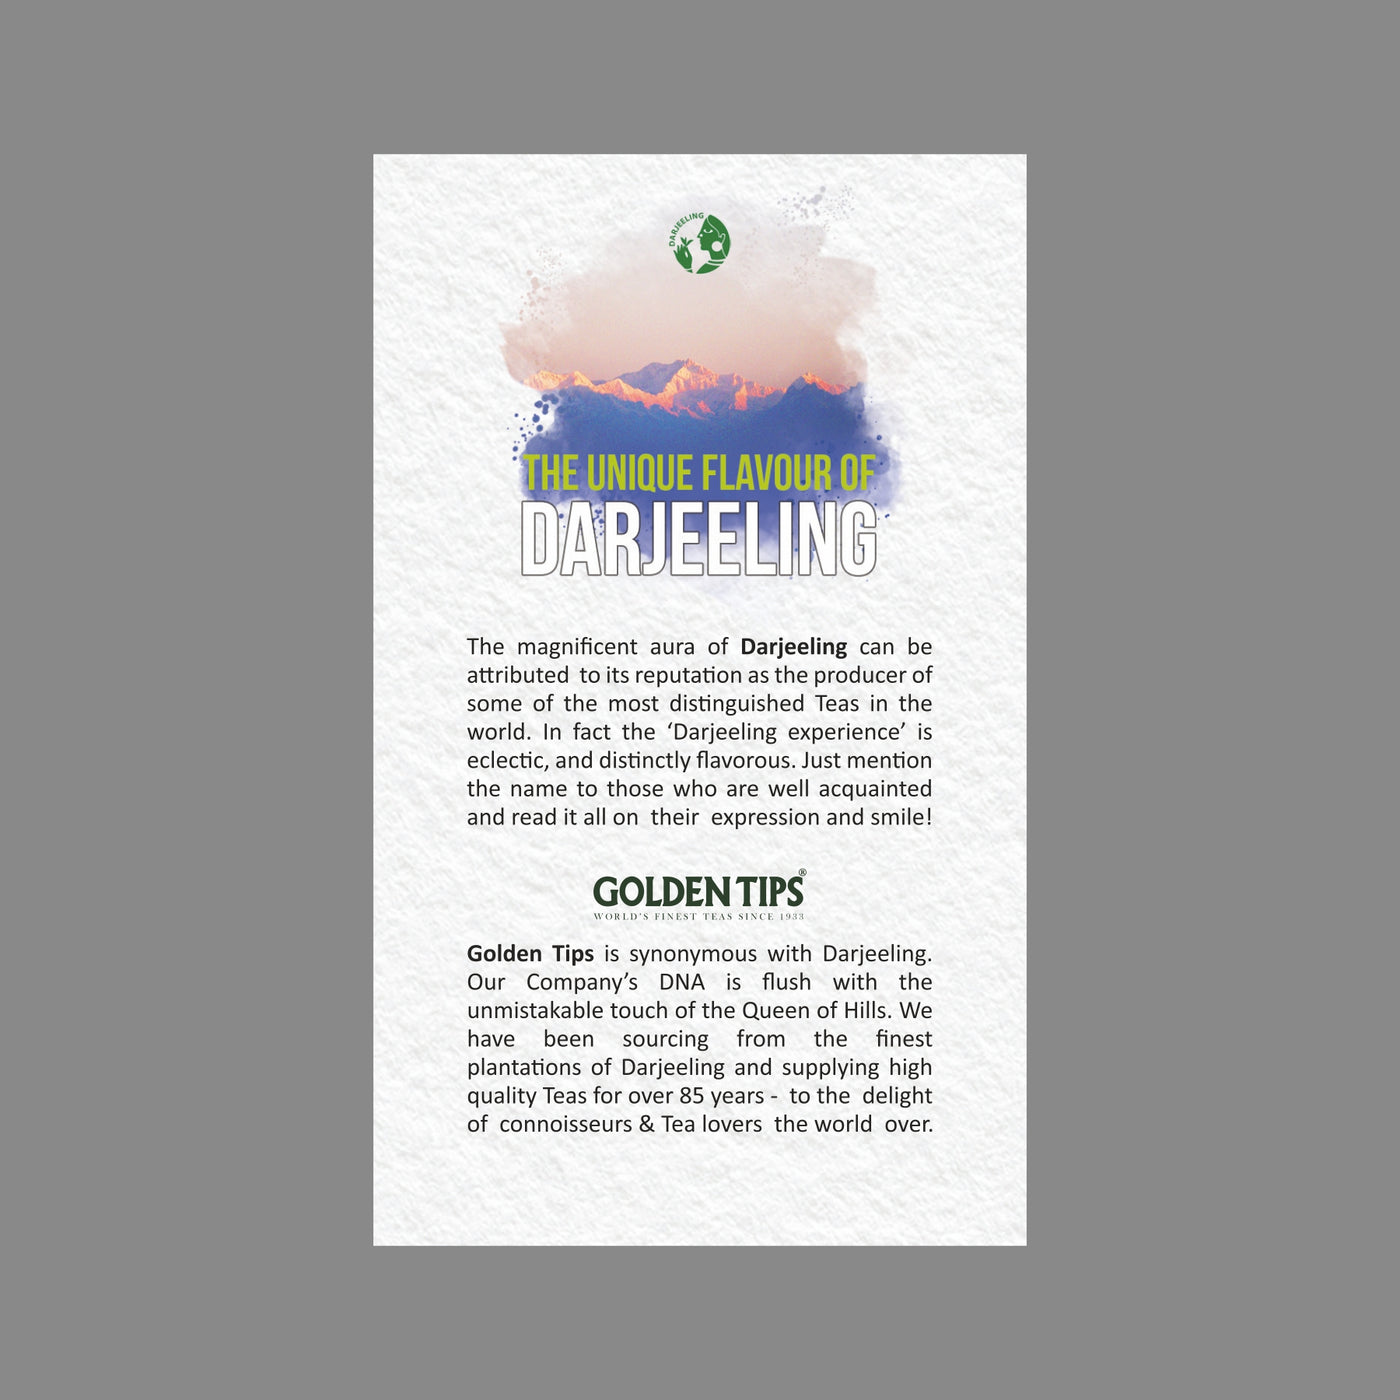 DARJEELING
THE UNIQUE FLAVOUR OF
DARJEELING
The magnificent aura of Darjeeling can be
attributed to its reputation as the producer of
some of the most distinguished Teas in the
world. In fact the ‘Darjeeling experience’ is
eclectic, and distinctly flavorous. Just mention
the name to those who are well acquainted
and read it all on their expression and smile!
GOLDEN TIPS®
WORLD'S FINEST TEAS SINCE 1933
Golden Tips is synonymous with Darjeeling.
Our Company’s DNA is flush with the
unmistakable touch of the Queen of Hills. We
have been sourcing from the finest
plantations of Darjeeling and supplying high
quality Teas for over 85 years - to the delight
of connoisseurs & Tea lovers the world over.